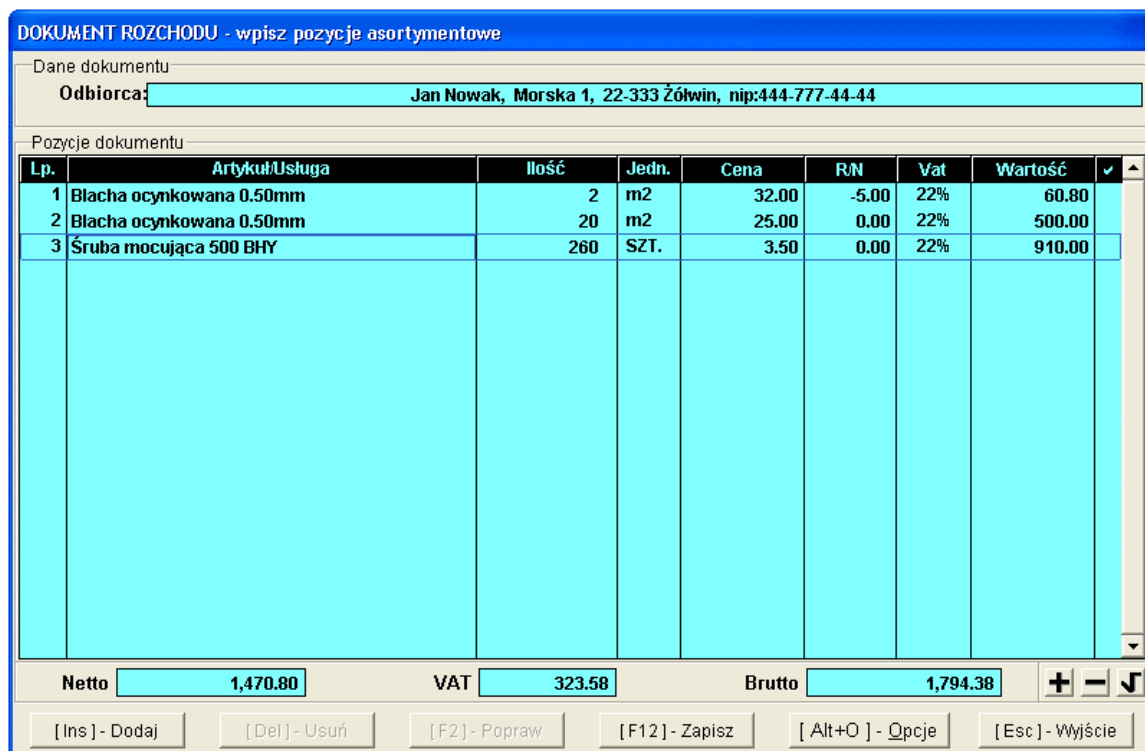 DOKUMENT ROZCHODU - wpisz pozycje asortymentowe
Dane dokumentu
Odbiorca: Jan Nowak, Morska 1, 22-333 Żółwin, nip:444-777-44-44
Pozycje dokumentu
Lp. Artykuł/Usługa Ilość Jedn. Cena R/N Vat Wartość ✓
1 Blacha ocynkowana 0.50mm 2 m2 32.00 -5.00 22% 60.80
2 Blacha ocynkowana 0.50mm 20 m2 25.00 0.00 22% 500.00
3 Śruba mocująca 500 BHY 260 SZT. 3.50 0.00 22% 910.00
Netto 1,470.80 VAT 323.58 Brutto 1,794.38
[ Ins ] - Dodaj [ Del ] - Usuń [ F2 ] - Popraw [ F12 ] - Zapisz [ Alt+O ] - Opcje [ Esc ] - Wyjście